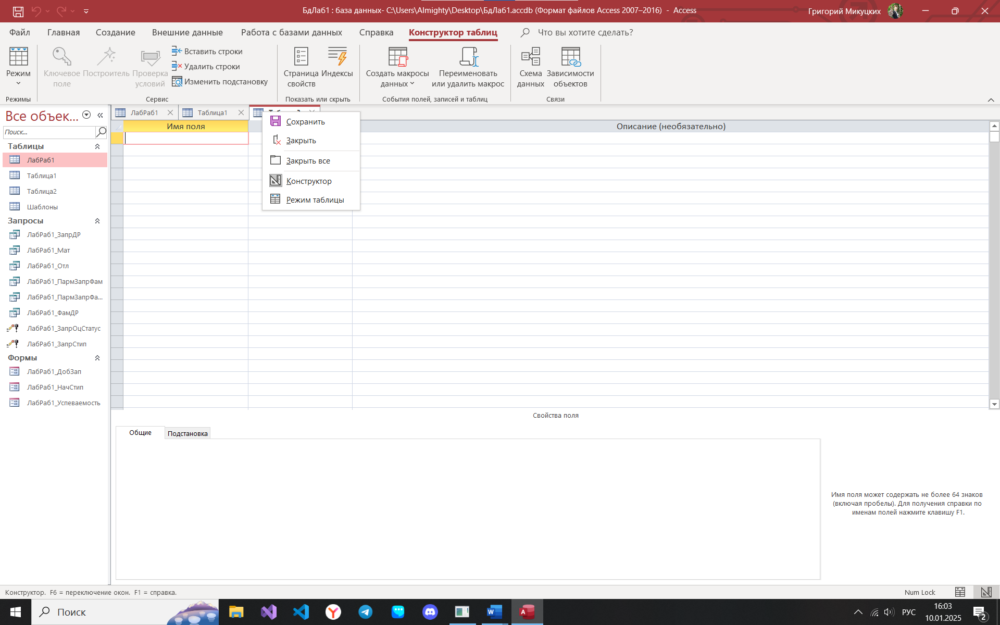 БдЛаб1 : база данных- C:\Users\Almighty\Desktop\БдЛаб1.accdb (Формат файлов Access 2007–2016) - Access
Григорий Микуцких
Файл
Главная
Создание
Внешние данные
Работа с базами данных
Справка
Конструктор таблиц
Что вы хотите сделать?
Режим
Ключевое
поле
Построитель
Проверка
условий
Вставить строки
Удалить строки
Изменить подстановку
Страница
свойств
Индексы
Создать макросы
данных
Переименовать
или удалить макрос
Схема
данных
Зависимости
объектов
Режимы
Сервис
Показать или скрыть
События полей, записей и таблиц
Связи
Все объек...
Поиск...
Таблицы
ЛабРаб1
Таблица1
Таблица2
Шаблоны
Запросы
ЛабРаб1_ЗапрДР
ЛабРаб1_Мат
ЛабРаб1_Отл
ЛабРаб1_ПармЗапрФам
ЛабРаб1_ПармЗапрФа...
ЛабРаб1_ФамДР
ЛабРаб1_ЗапрОцСтатус
ЛабРаб1_ЗапрСтип
Формы
ЛабРаб1_ДобЗап
ЛабРаб1_НачСтип
ЛабРаб1_Успеваемость
ЛабРаб1
Таблица1
Имя поля
Описание (необязательно)
Сохранить
Закрыть
Закрыть все
Конструктор
Режим таблицы
Свойства поля
Общие
Подстановка
Имя поля может содержать не более 64 знаков
(включая пробелы). Для получения справки по
именам полей нажмите клавишу F1.
Конструктор. F6 = переключение окон. F1 = справка.
Num Lock
Поиск
РУС
16:03
10.01.2025
2